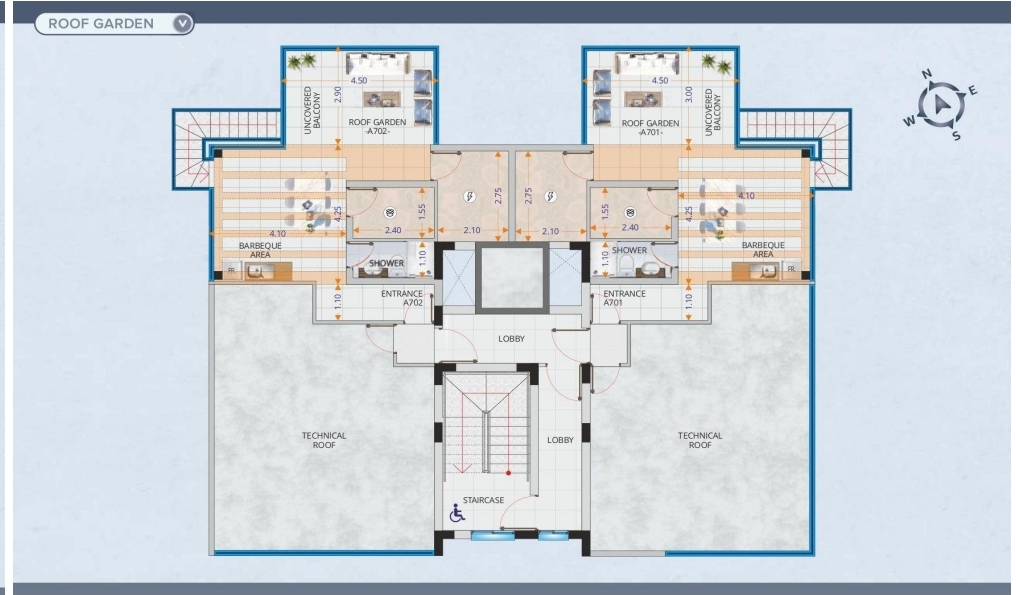 ROOF GARDEN V
N
E
W
S
4.50
2.90
UNCOVERED
BALCONY
ROOF GARDEN
-A702-
4.50
3.00
UNCOVERED
BALCONY
ROOF GARDEN
-A701-
4.10
4.25
BARBEQUE
AREA
FR
1.55
2.40
2.75
2.10
2.75
2.10
1.55
2.40
4.25
4.10
BARBEQUE
AREA
FR
SHOWER
1.10
SHOWER
1.10
1.10
ENTRANCE
A702
ENTRANCE
A701
1.10
LOBBY
TECHNICAL
ROOF
LOBBY
TECHNICAL
ROOF
STAIRCASE